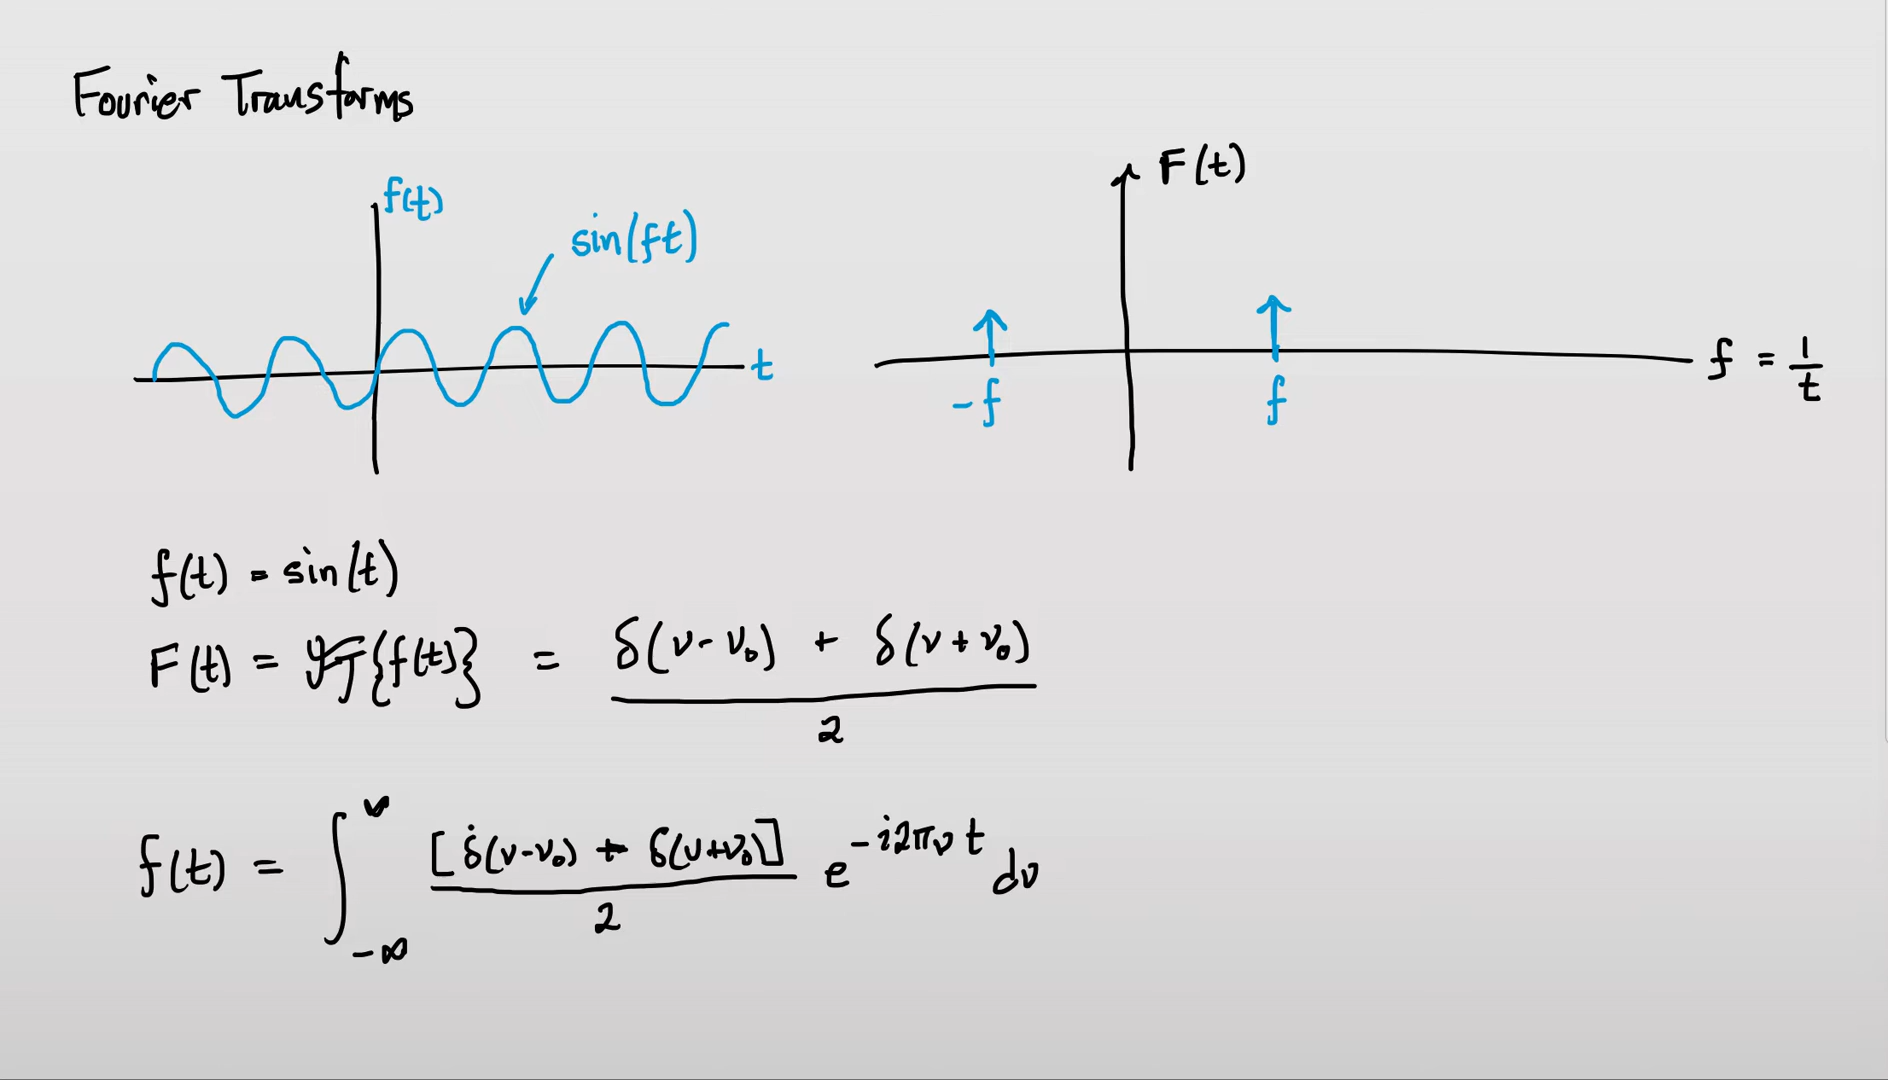 Fourier Transforms
f(t)
sin(ft)
t
F(t)
-f
f
f = 1/t
f(t) = sin(t)
F(t) = ℱ{f(t)} = δ(ν-ν₀) + δ(ν+ν₀) / 2
f(t) = ∫_-∞^∞ [δ(ν-ν₀) + δ(ν+ν₀)] / 2 e^-i2πνt dν